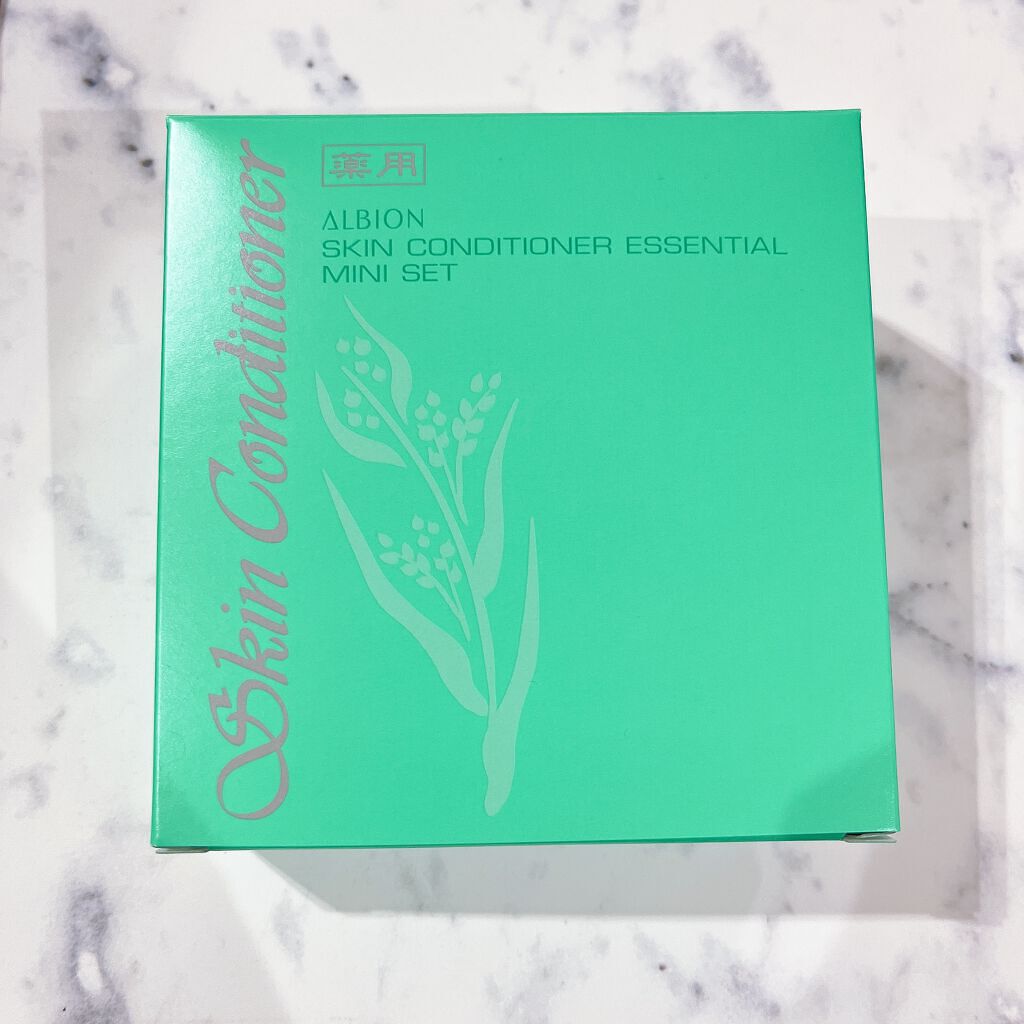 薬用
ALBION
SKIN CONDITIONER ESSENTIAL
MINI SET
Skin Conditioner